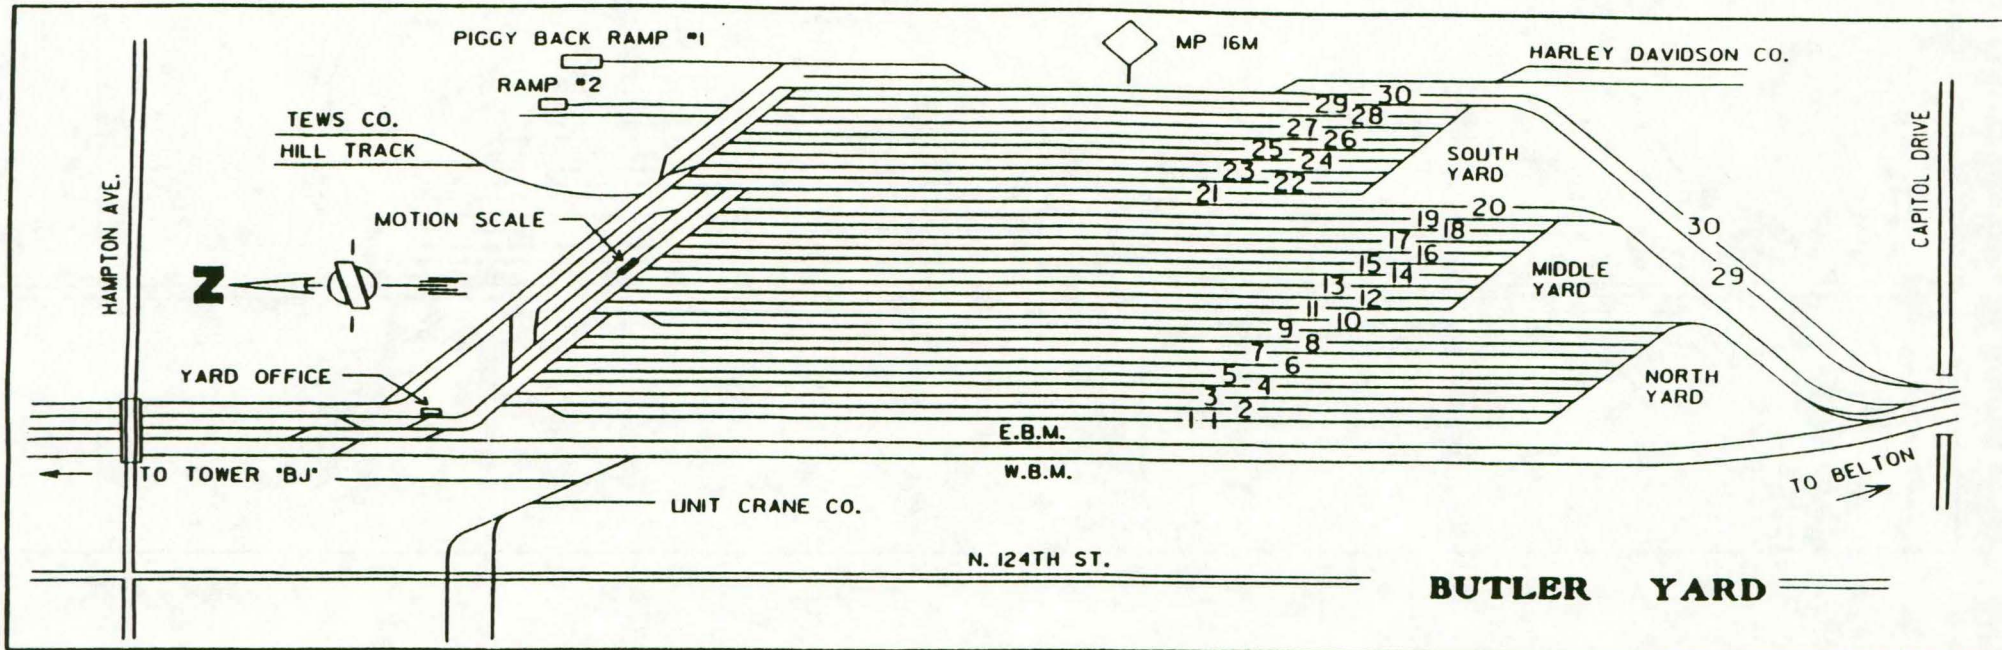 PIGGY BACK RAMP #1
RAMP #2
MP 16M
HARLEY DAVIDSON CO.
TEWS CO.
HILL TRACK
HAMPTON AVE.
CAPITOL DRIVE
MOTION SCALE
N
YARD OFFICE
30
29
28
27
26
25
24
23
22
21
SOUTH
YARD
20
19
18
17
16
15
14
13
12
11
MIDDLE
YARD
30
29
10
9
8
7
6
5
4
3
2
1
NORTH
YARD
E.B.M.
W.B.M.
TO TOWER "BJ"
UNIT CRANE CO.
TO BELTON
N. 124TH ST.
BUTLER YARD